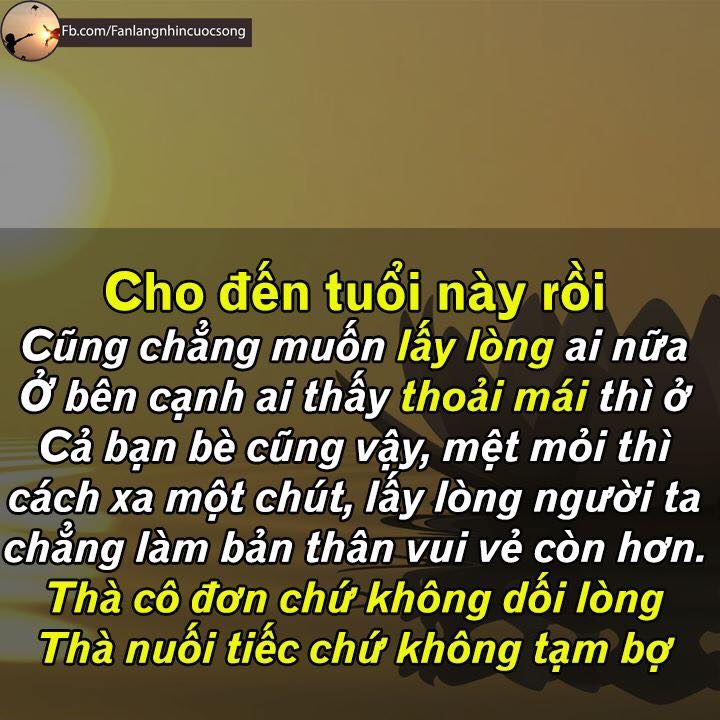 Fb.com/Fanlangnhincuocsong
Cho đến tuổi này rồi
Cũng chẳng muốn lấy lòng ai nữa
Ở bên cạnh ai thấy thoải mái thì ở
Cả bạn bè cũng vậy, mệt mỏi thì
cách xa một chút, lấy lòng người ta
chẳng làm bản thân vui vẻ còn hơn.
Thà cô đơn chứ không dối lòng
Thà nuối tiếc chứ không tạm bợ